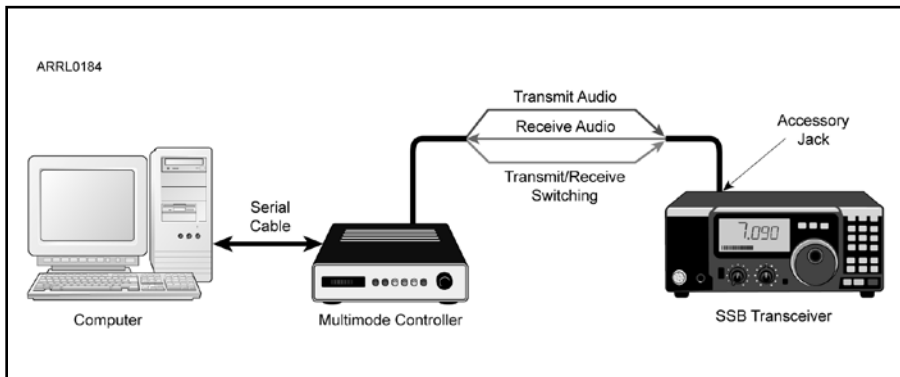 ARRL0184
Transmit Audio
Receive Audio
Transmit/Receive
Switching
Accessory
Jack
Serial
Cable
7.090
Computer
Multimode Controller
SSB Transceiver